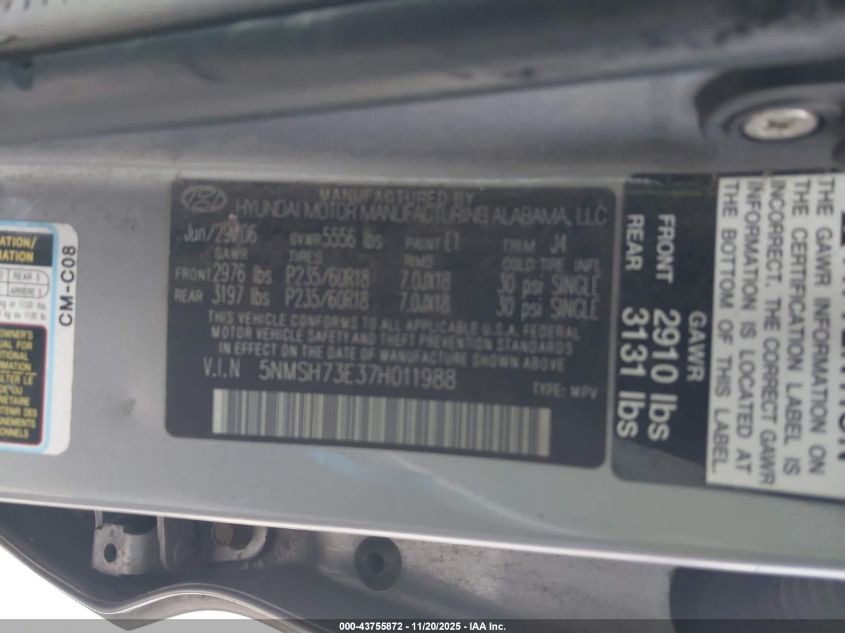 MANUFACTURED BY
HYUNDAI MOTOR MANUFACTURING ALABAMA, LLC
Jun/23/06 GVWR 5556 lbs PAINT E1 TRIM J4
GAWR TIRES RIMS COLD TIRE INFL
FRONT 2976 lbs P235/60R18 7.0JX18 30 psi SINGLE
REAR 3197 lbs P235/60R18 7.0JX18 30 psi SINGLE
THIS VEHICLE CONFORMS TO ALL APPLICABLE U.S.A. FEDERAL
MOTOR VEHICLE SAFETY AND THEFT PREVENTION STANDARDS
IN EFFECT ON THE DATE OF MANUFACTURE SHOWN ABOVE
V.I.N 5NMSH73E37H011988
TYPE: MPV
GAWR
FRONT 2910 lbs
REAR 3131 lbs
THE GAWR INFORMATION ON
THE CERTIFICATION LABEL IS
INCORRECT. THE CORRECT GAWR
INFORMATION IS LOCATED AT
THE BOTTOM OF THIS LABEL.
CM-C08
REAR 5
ARRIÈRE
000-43755872 - 11/20/2025 - IAA Inc.